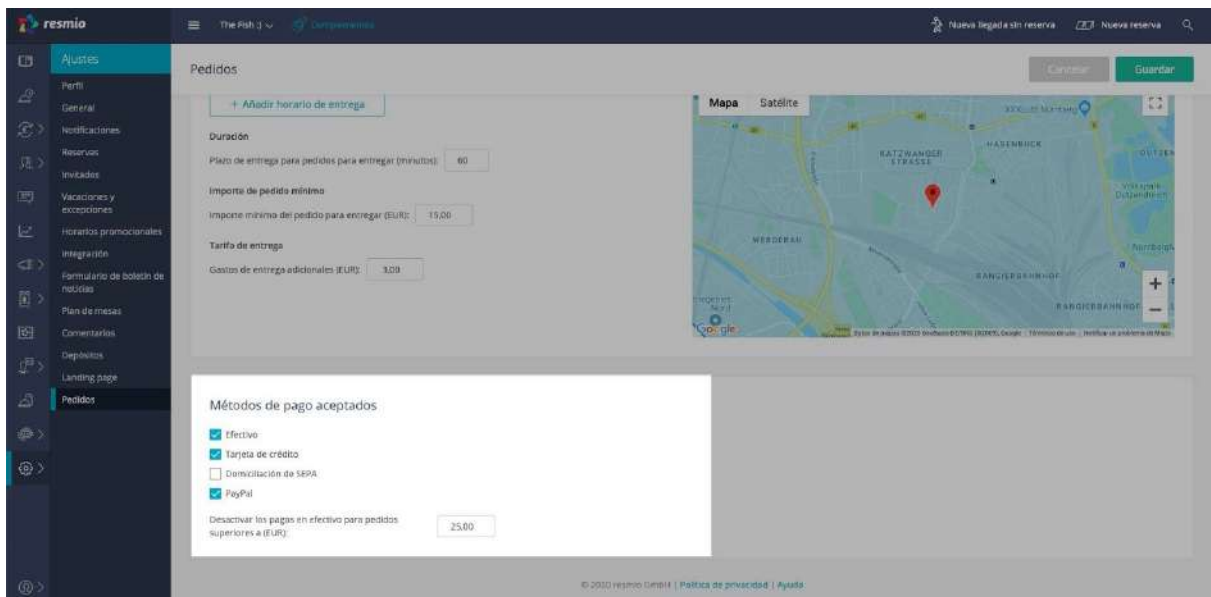 resmio
The Fish :)
Complementos
Nueva llegada sin reserva
Nueva reserva
Ajustes
Perfil
General
Notificaciones
Reservas
Invitados
Vacaciones y
excepciones
Horarios promocionales
Integración
Formulario de boletín de
noticias
Plan de mesas
Comentarios
Depósitos
Landing page
Pedidos
Pedidos
Cancelar
Guardar
+ Añadir horario de entrega
Duración
Plazo de entrega para pedidos para entregar (minutos): 60
Importe de pedido mínimo
Importe mínimo del pedido para entregar (EUR): 15,00
Tarifa de entrega
Gastos de entrega adicionales (EUR): 3,00
Mapa Satélite
HASENBUCK
KATZWANGER
STRASSE
WERDERAU
RANGIERBAHNHOF
RANGIERBAHNHOF
Google
Métodos de pago aceptados
Efectivo
Tarjeta de crédito
Domiciliación de SEPA
PayPal
Desactivar los pagos en efectivo para pedidos
superiores a (EUR): 25,00
© 2020 resmio GmbH | Política de privacidad | Ayuda